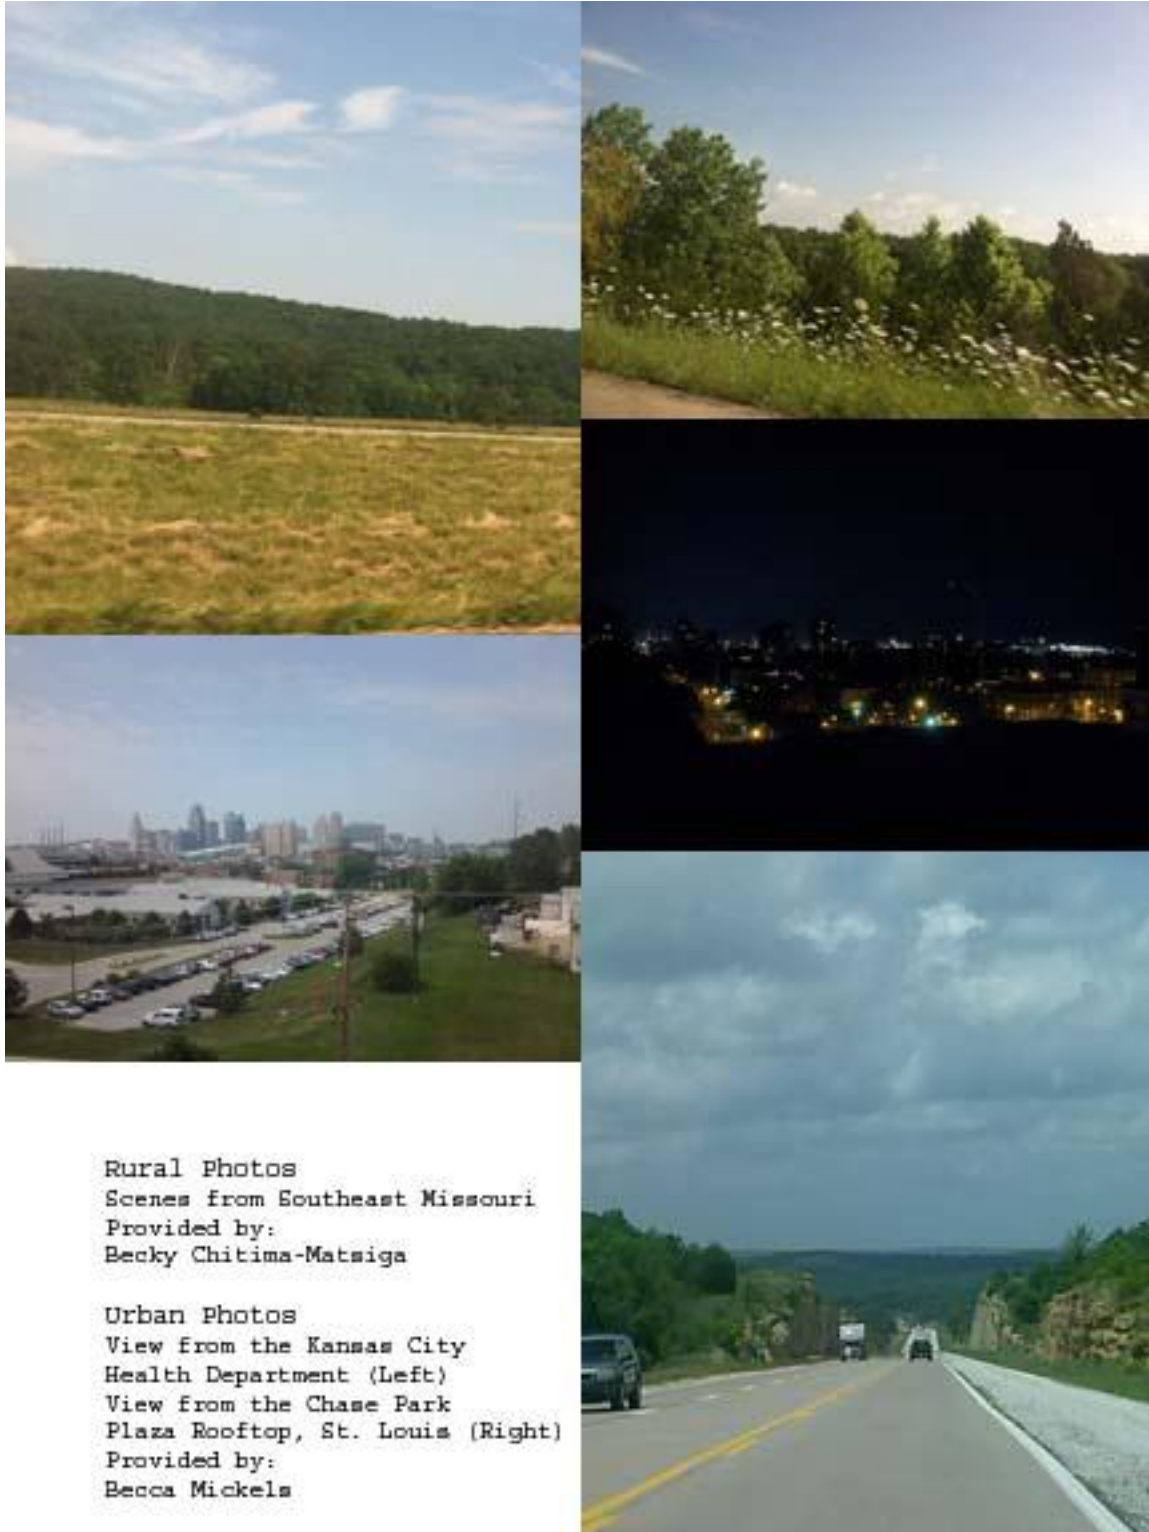 Rural Photos
Scenes from Southeast Missouri
Provided by:
Becky Chitima-Matsiga
Urban Photos
View from the Kansas City
Health Department (Left)
View from the Chase Park
Plaza Rooftop, St. Louis (Right)
Provided by:
Becca Mickels